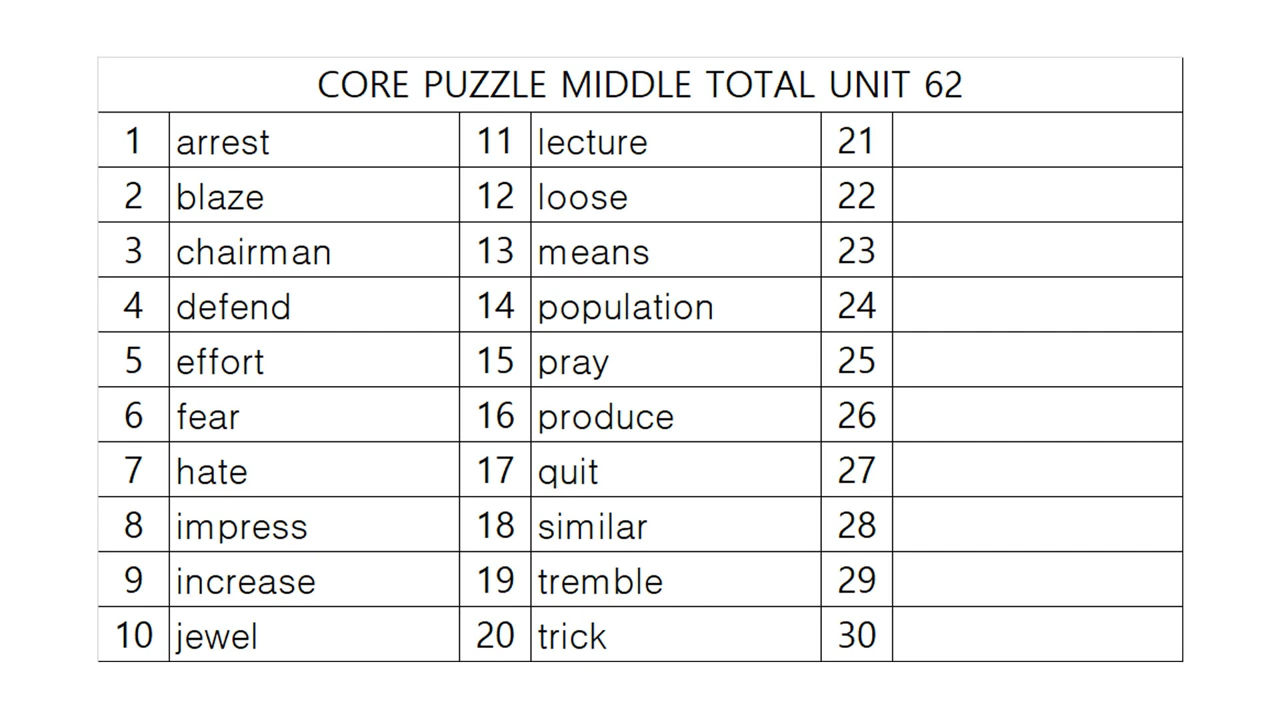 CORE PUZZLE MIDDLE TOTAL UNIT 62
1 arrest 11 lecture 21
2 blaze 12 loose 22
3 chairman 13 means 23
4 defend 14 population 24
5 effort 15 pray 25
6 fear 16 produce 26
7 hate 17 quit 27
8 impress 18 similar 28
9 increase 19 tremble 29
10 jewel 20 trick 30